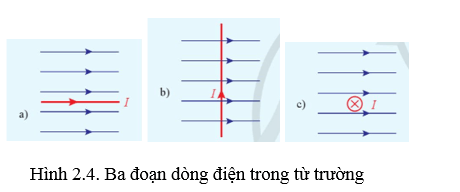 I
a)
b)
I
c)
I
Hình 2.4. Ba đoạn dòng điện trong từ trường